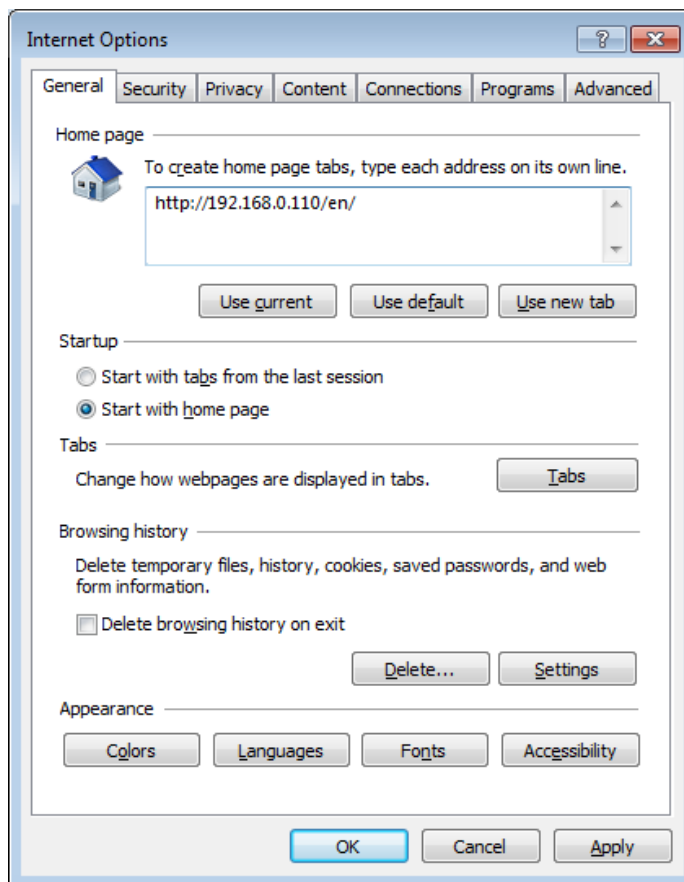 Internet Options
General Security Privacy Content Connections Programs Advanced
Home page
To create home page tabs, type each address on its own line.
http://192.168.0.110/en/
Use current Use default Use new tab
Startup
Start with tabs from the last session
Start with home page
Tabs
Change how webpages are displayed in tabs. Tabs
Browsing history
Delete temporary files, history, cookies, saved passwords, and web
form information.
Delete browsing history on exit
Delete... Settings
Appearance
Colors Languages Fonts Accessibility
OK Cancel Apply